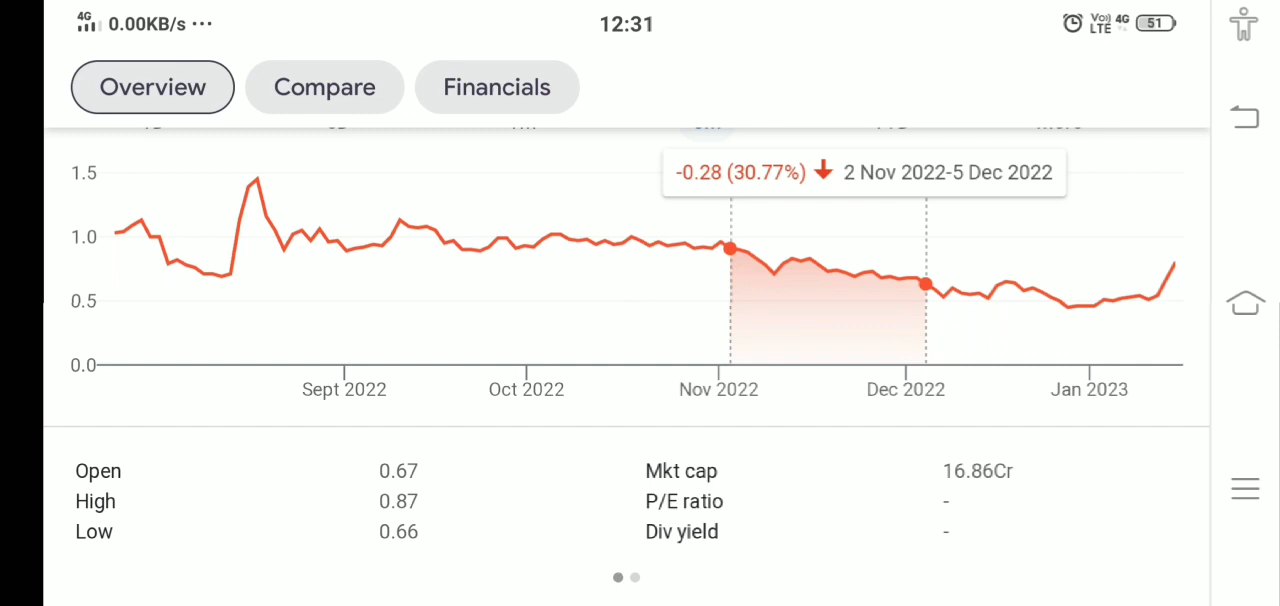 4G 0.00KB/s ··· 12:31 Vo) LTE 4G 51
Overview Compare Financials
1.5
-0.28 (30.77%) 2 Nov 2022-5 Dec 2022
1.0
0.5
0.0
Sept 2022 Oct 2022 Nov 2022 Dec 2022 Jan 2023
Open 0.67 Mkt cap 16.86Cr
High 0.87 P/E ratio -
Low 0.66 Div yield -